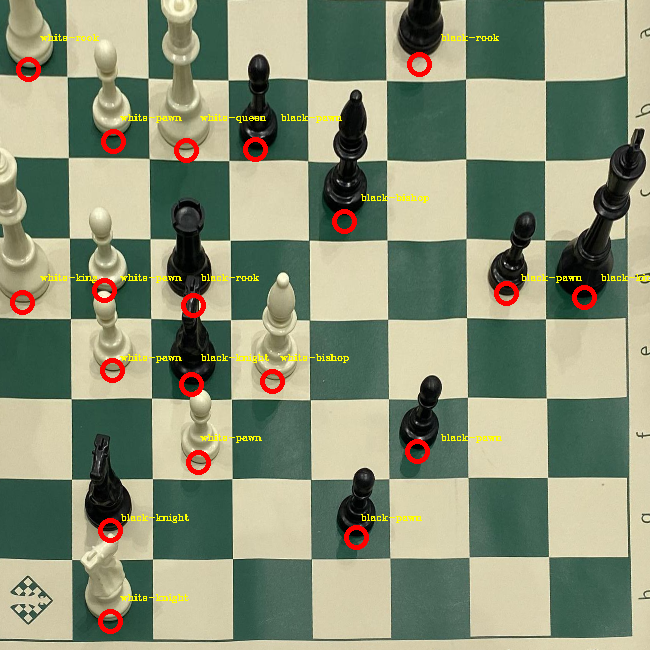 white-rook
black-rook
a
white-pawn
white-queen
black-pawn
black-bishop
white-king
white-pawn
black-rook
black-pawn
white-pawn
black-knight
white-bishop
e
white-pawn
black-pawn
f
black-knight
black-pawn
g
white-knight
h